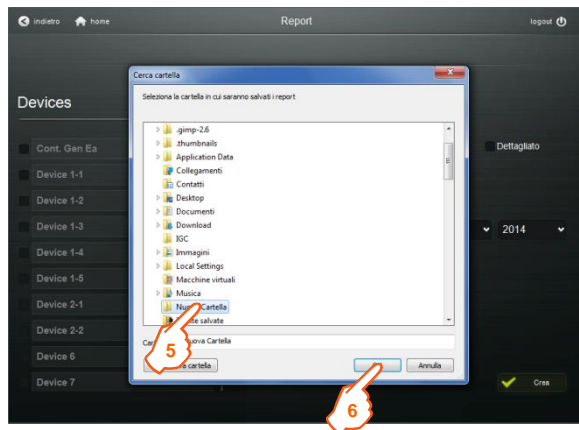 indietro home Report logout
Cerca cartella
Seleziona la cartella in cui saranno salvati i report
Devices
.gimp-2.6
.thumbnails
Application Data
Collegamenti
Contatti
Desktop
Documenti
Download
IGC
Immagini
Local Settings
Macchine virtuali
Musica
Cartella
salvate
Cont. Gen Ea
Device 1-1
Device 1-2
Device 1-3
Device 1-4
Device 1-5
Device 2-1
Device 2-2
Device 6
Device 7
Dettagliato
2014
Cartella
cartella
Annulla
Crea
5
6